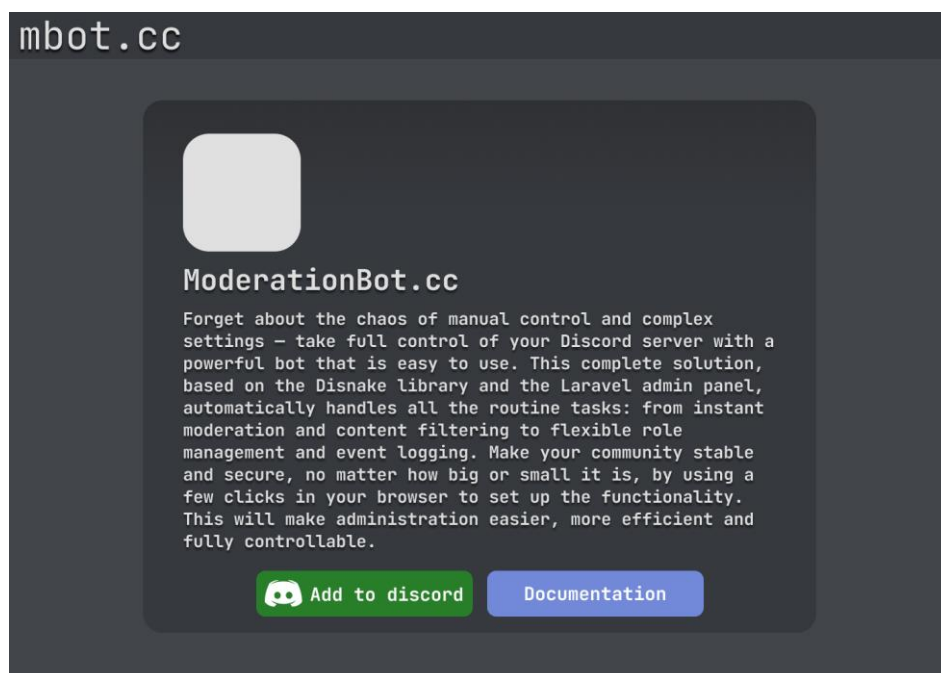 mbot.cc
ModerationBot.cc
Forget about the chaos of manual control and complex
settings – take full control of your Discord server with a
powerful bot that is easy to use. This complete solution,
based on the Disnake library and the Laravel admin panel,
automatically handles all the routine tasks: from instant
moderation and content filtering to flexible role
management and event logging. Make your community stable
and secure, no matter how big or small it is, by using a
few clicks in your browser to set up the functionality.
This will make administration easier, more efficient and
fully controllable.
Add to discord
Documentation